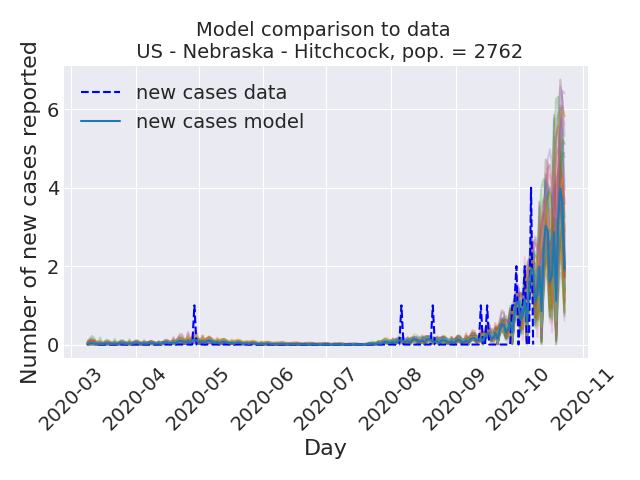 Model comparison to data
US - Nebraska - Hitchcock, pop. = 2762
Number of new cases reported
6
4
2
0
new cases data
new cases model
2020-03
2020-04
2020-05
2020-06
2020-07
2020-08
2020-09
2020-10
2020-11
Day